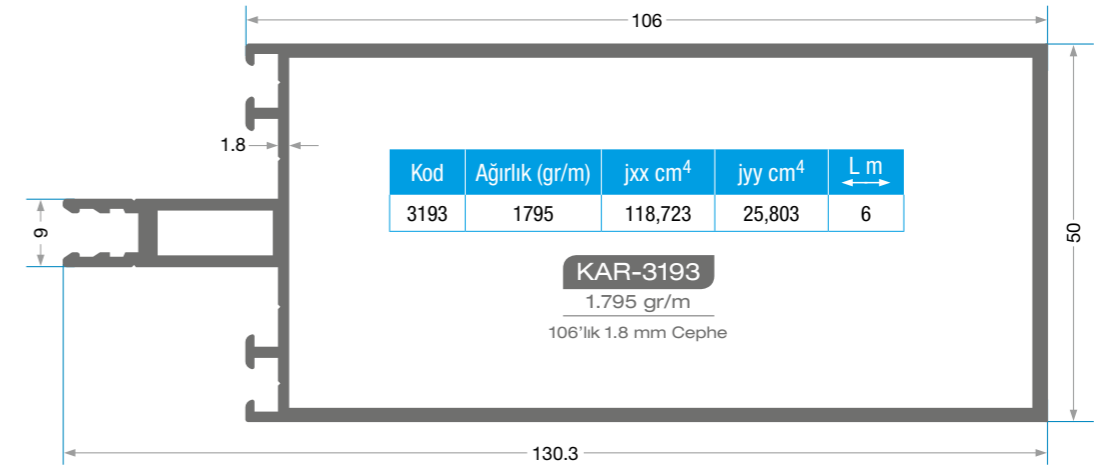 106
1.8
Kod Ağırlık (gr/m) jxx cm⁴ jyy cm⁴ L m
3193 1795 118,723 25,803 6
9
50
KAR-3193
1.795 gr/m
106'lık 1.8 mm Cephe
130.3